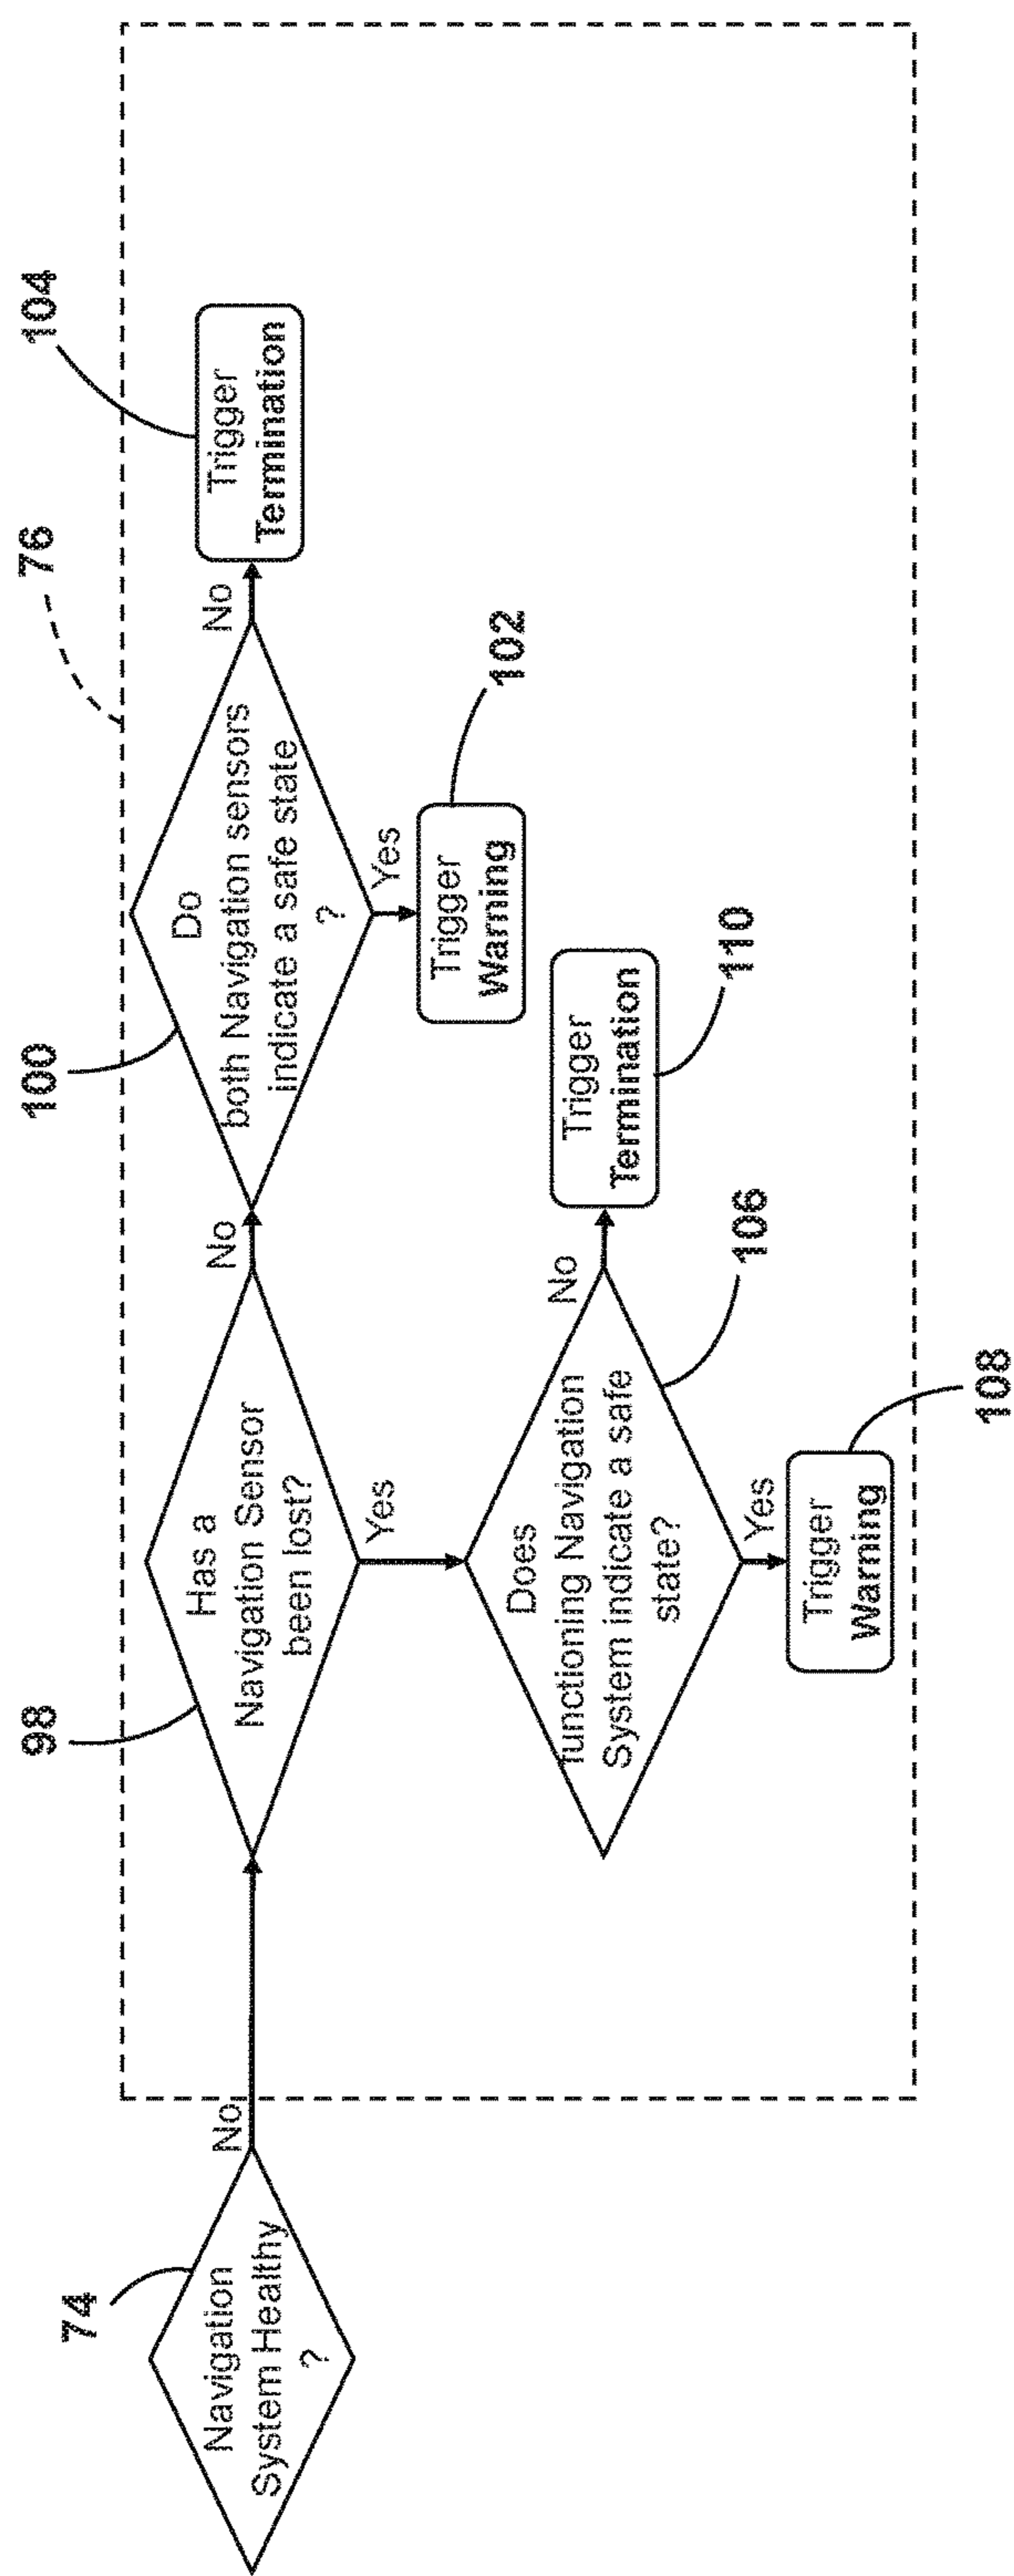 74
Navigation
System Healthy
?
No
76
98
Has a
Navigation Sensor
been lost?
No
Yes
100
Do
both Navigation sensors
indicate a safe state
?
No
Yes
104
Trigger
Termination
102
Trigger
Warning
Does
functioning Navigation
System indicate a safe
state?
106
No
Yes
Trigger
Termination
110
Trigger
Warning
108